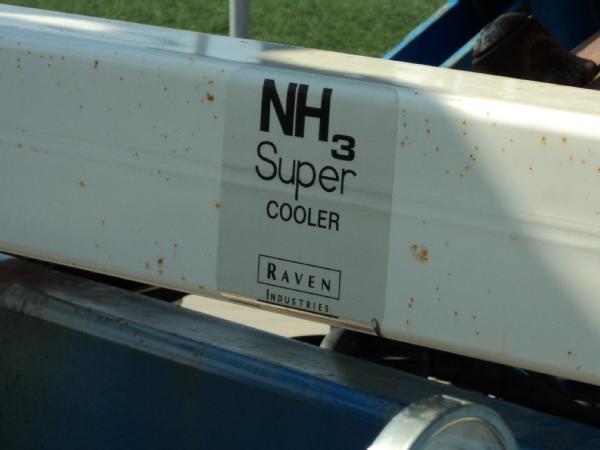 NH3
Super
COOLER
RAVEN
INDUSTRIES